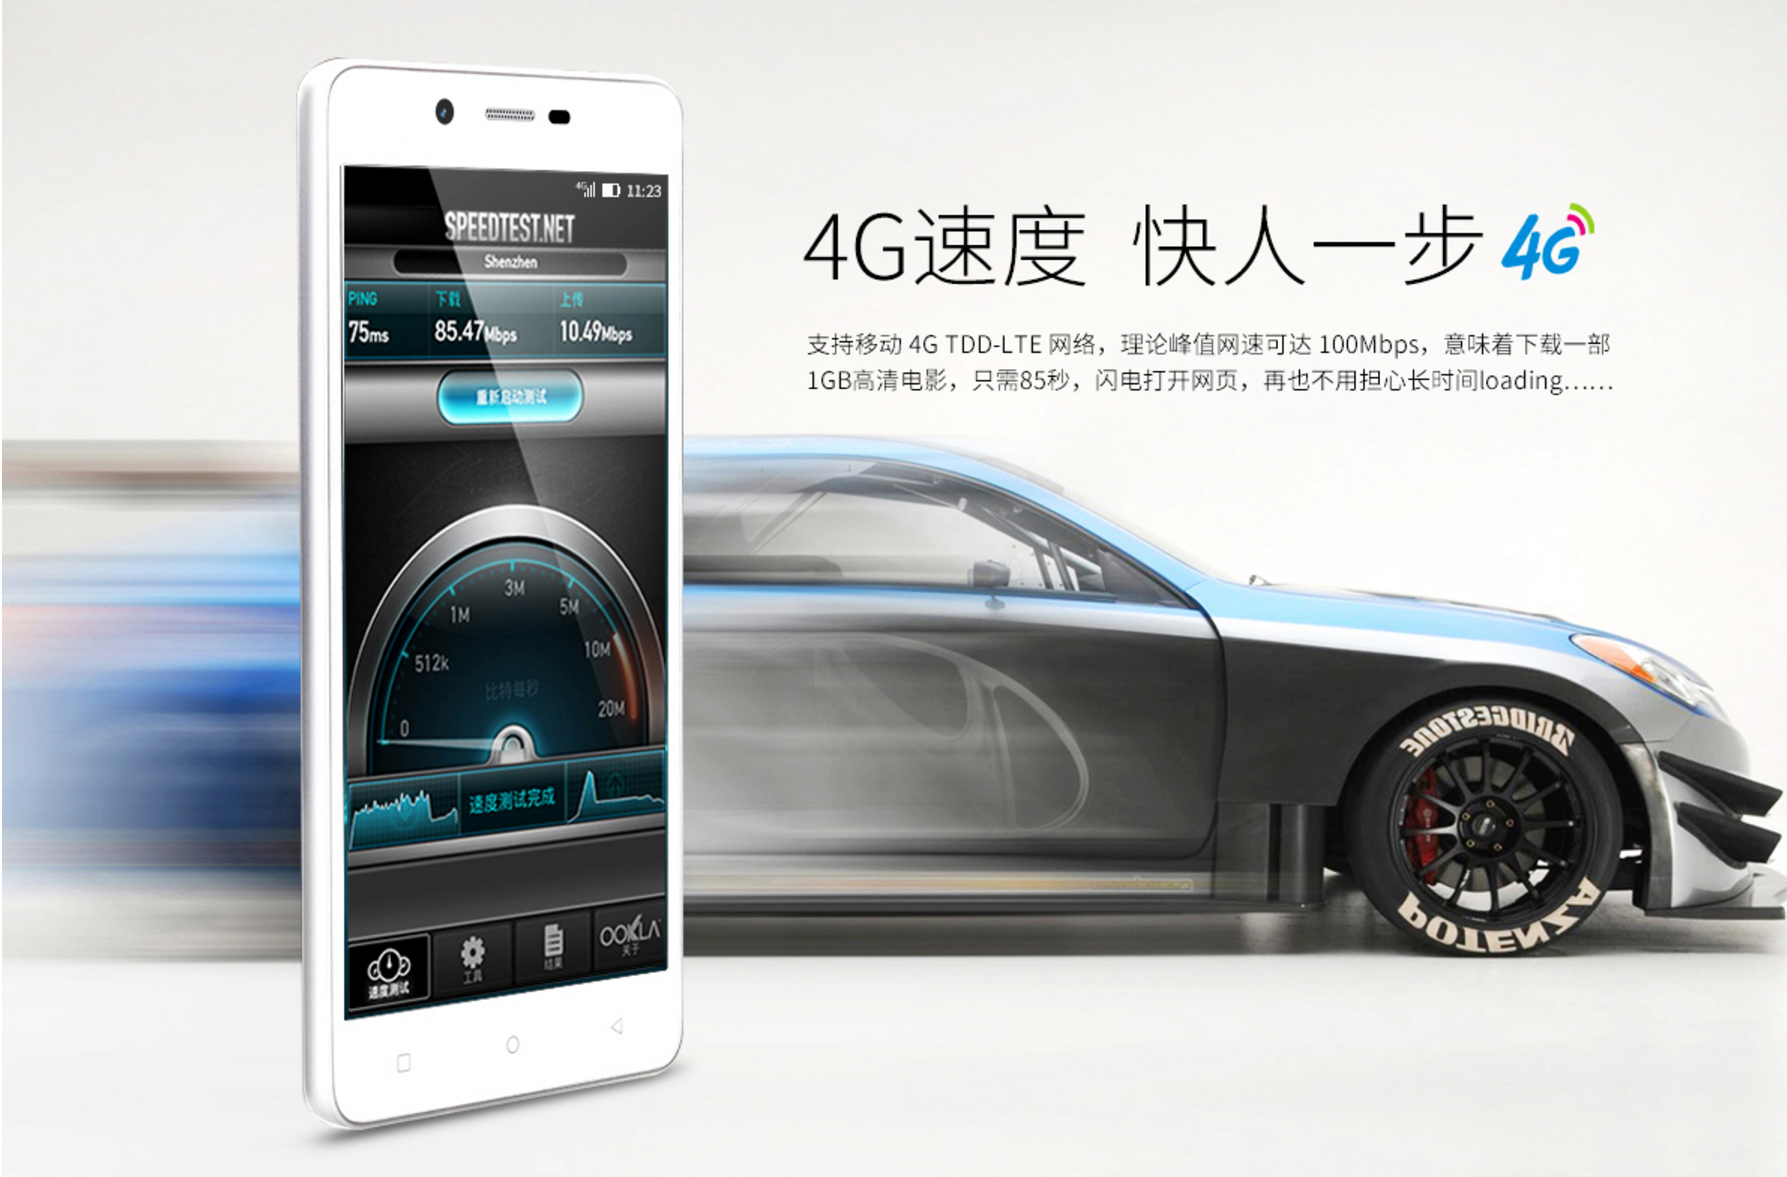 4G 11:23
SPEEDTEST.NET
Shenzhen
PING 下载 上传
75ms 85.47Mbps 10.49Mbps
重新启动测试
3M
1M 5M
512k 10M
比特每秒
0 20M
速度测试完成
速度测试 工具 结果 OOKLA 关于
4G速度 快人一步 4G
支持移动 4G TDD-LTE 网络，理论峰值网速可达 100Mbps，意味着下载一部
1GB高清电影，只需85秒，闪电打开网页，再也不用担心长时间loading……
BRIDGESTONE
POTENZA